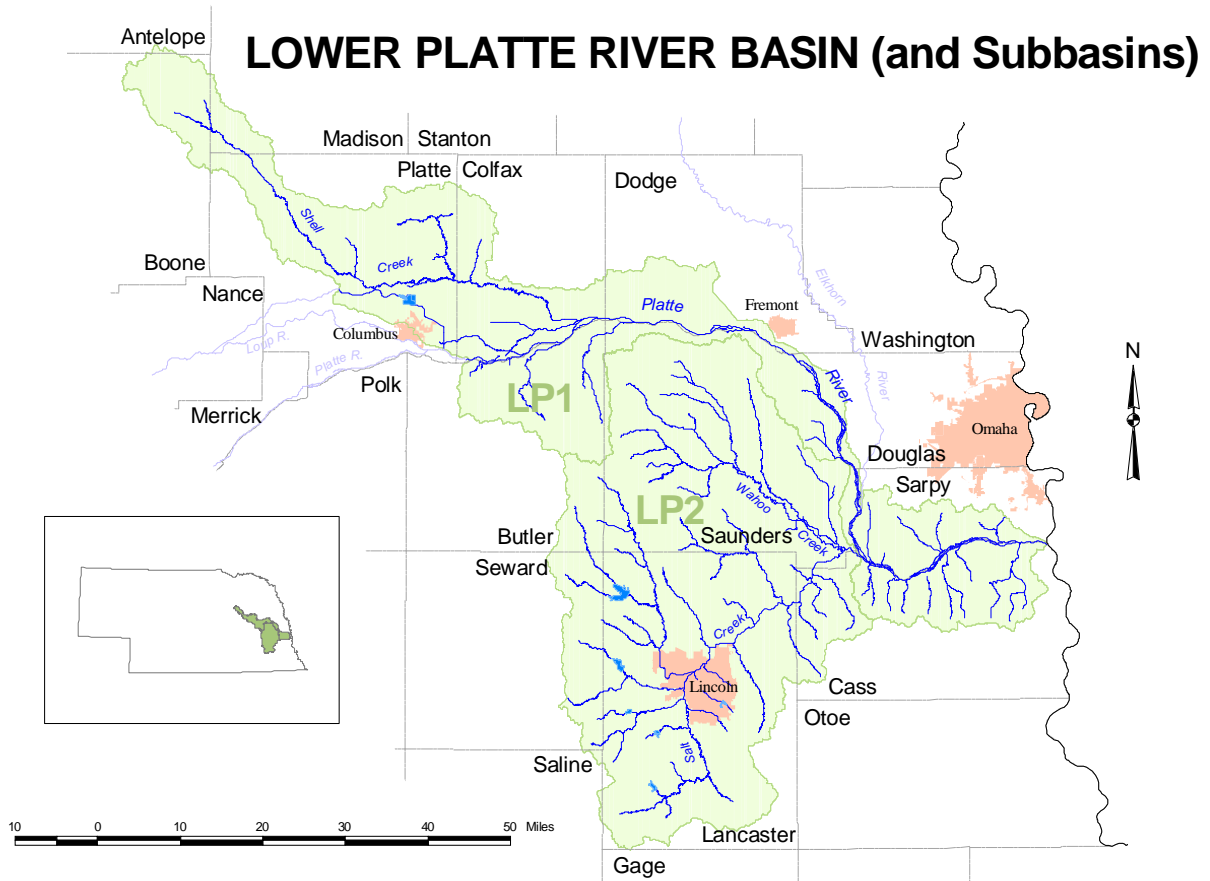 LOWER PLATTE RIVER BASIN (and Subbasins)
Antelope
Madison
Stanton
Platte
Colfax
Dodge
Shell
Creek
Boone
Nance
Columbus
Loup R.
Platte R.
Polk
Merrick
Platte
River
Fremont
Elkhorn
River
Washington
Omaha
N
LP1
Douglas
Sarpy
LP2
Wahoo
Creek
Butler
Saunders
Seward
Creek
Lincoln
Cass
Otoe
Salt
Saline
Lancaster
Gage
10 0 10 20 30 40 50 Miles